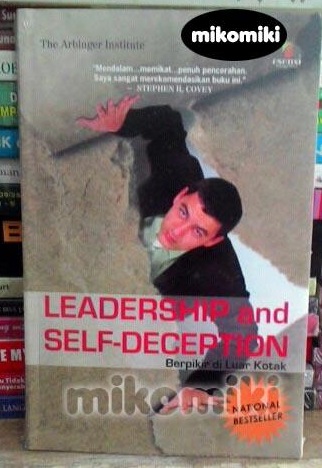 mikomiki
The Arbinger Institute
"Mendalam...memikat...penuh pencerahan.
Saya sangat merekomendasikan buku ini."
— STEPHEN R. COVEY
LEADERSHIP and
SELF-DECEPTION
Berpikir di Luar Kotak
mikomiki
NATIONAL
BESTSELLER